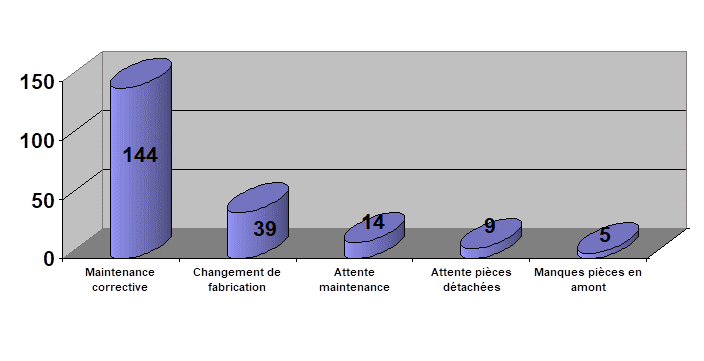 150
100
50
0
144
39
14
9
5
Maintenance corrective
Changement de fabrication
Attente maintenance
Attente pièces détachées
Manques pièces en amont